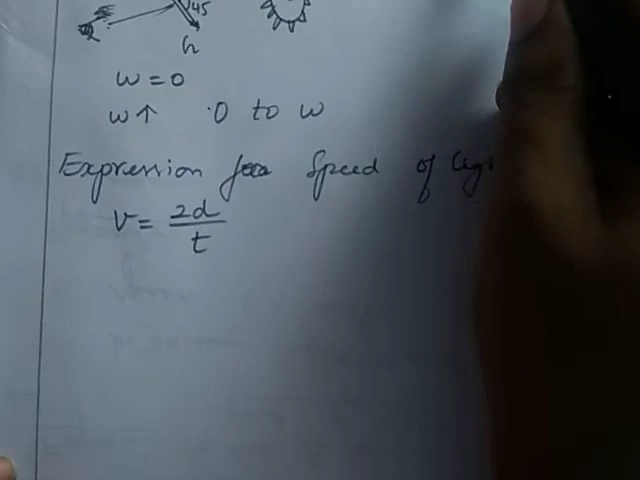 45
h
w = 0
w↑ 0 to w
Expression for Speed of
V = 2d/t